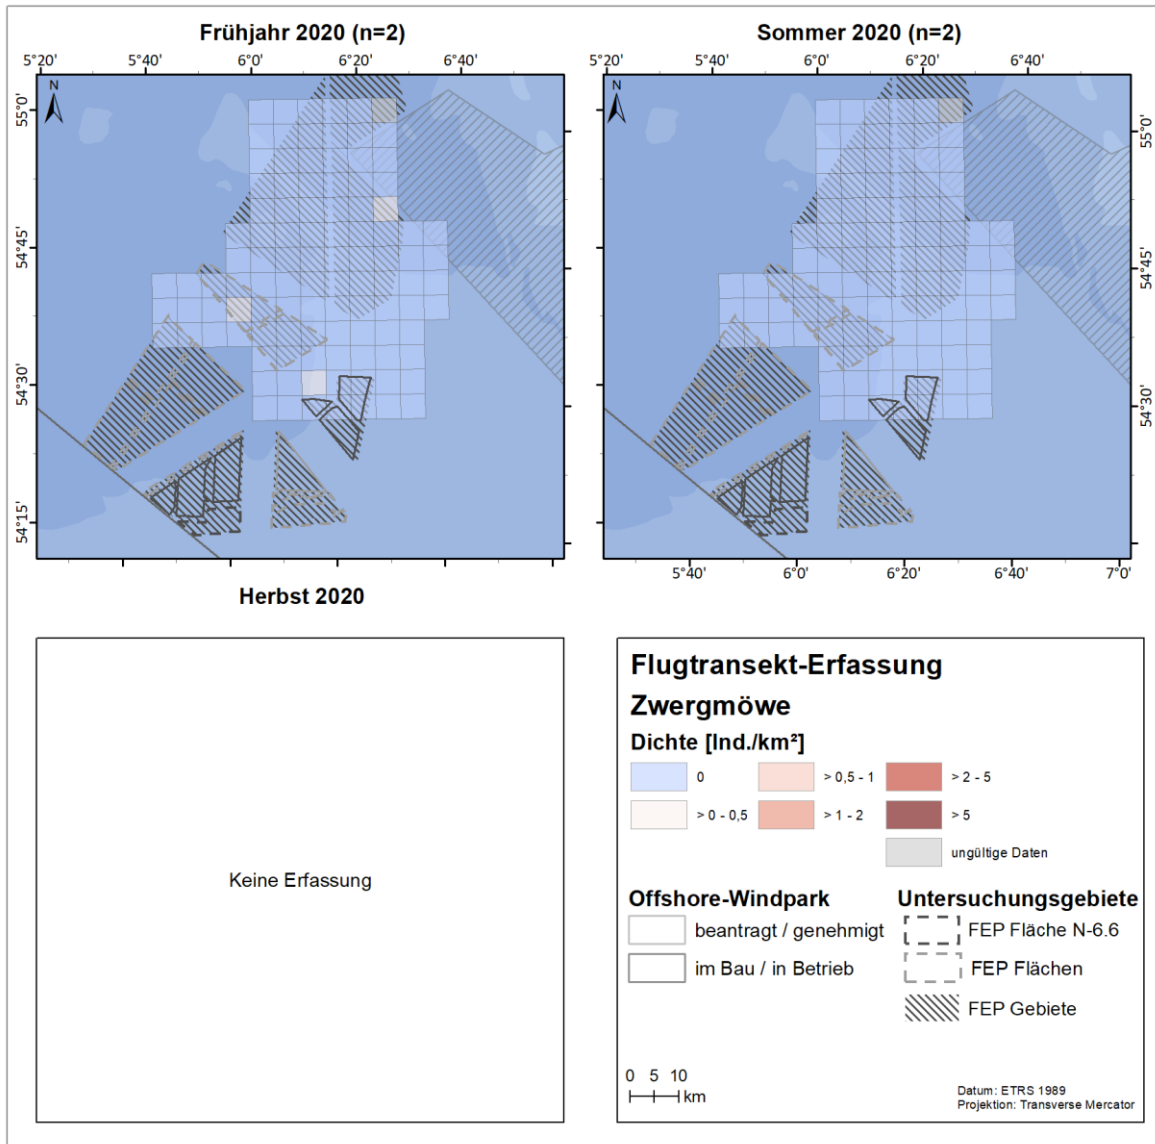 Frühjahr 2020 (n=2)
Sommer 2020 (n=2)
5°20' 5°40' 6°0' 6°20' 6°40'
5°40' 6°0' 6°20' 6°40'
N
N
55°0'
54°45'
54°30'
54°15'
55°0'
54°45'
54°30'
5°40' 6°0' 6°20' 6°40' 7°0'
Herbst 2020
Keine Erfassung
Flugtransekt-Erfassung
Zwergmöwe
Dichte [Ind./km²]
0 > 0,5 - 1 > 2 - 5
> 0 - 0,5 > 1 - 2 > 5
ungültige Daten
Offshore-Windpark
beantragt / genehmigt
im Bau / in Betrieb
Untersuchungsgebiete
FEP Fläche N-6.6
FEP Flächen
FEP Gebiete
0 5 10
km
Datum: ETRS 1989
Projektion: Transverse Mercator